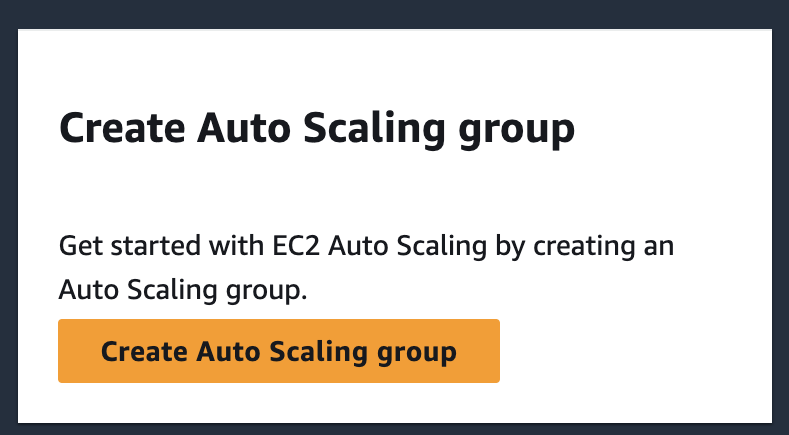 Create Auto Scaling group
Get started with EC2 Auto Scaling by creating an
Auto Scaling group.
Create Auto Scaling group